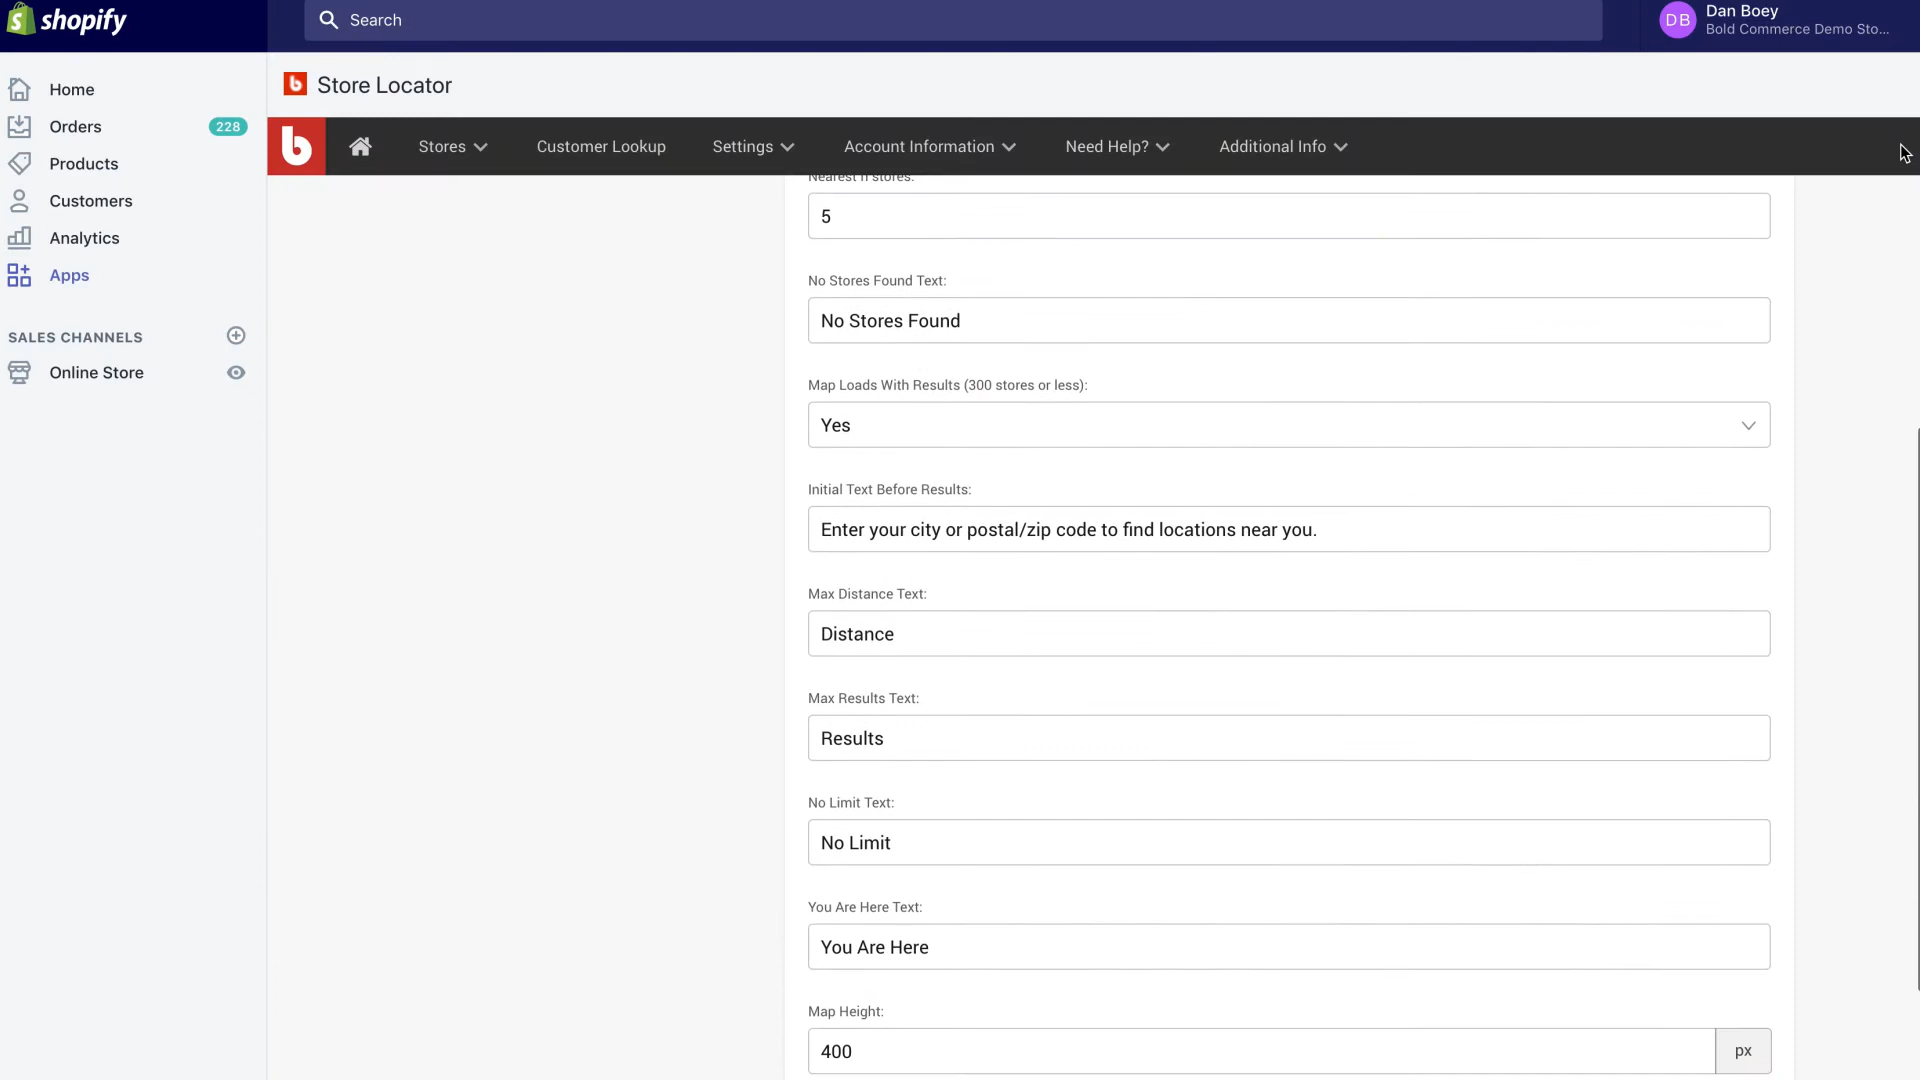 shopify
Search
DB
Dan Boey
Bold Commerce Demo Sto...
Home
Orders
228
Products
Customers
Analytics
Apps
SALES CHANNELS
Online Store
Store Locator
b
Stores
Customer Lookup
Settings
Account Information
Need Help?
Additional Info
Nearest n stores:
5
No Stores Found Text:
No Stores Found
Map Loads With Results (300 stores or less):
Yes
Initial Text Before Results:
Enter your city or postal/zip code to find locations near you.
Max Distance Text:
Distance
Max Results Text:
Results
No Limit Text:
No Limit
You Are Here Text:
You Are Here
Map Height:
400
px